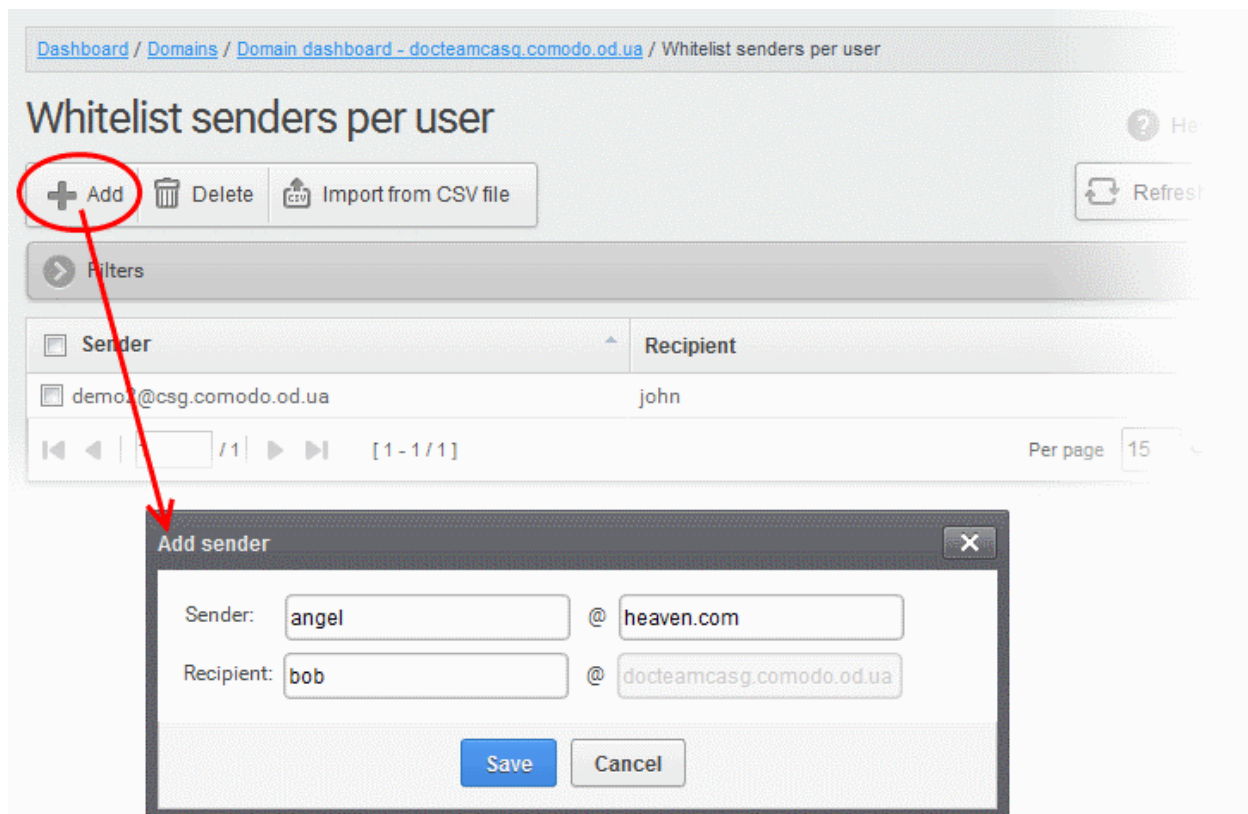 Dashboard / Domains / Domain dashboard - docteamcasg.comodo.od.ua / Whitelist senders per user
Whitelist senders per user
Add Delete Import from CSV file
Filters
Sender Recipient
demo2@csg.comodo.od.ua john
/ 1 [ 1 - 1 / 1 ] Per page 15
Add sender
Sender: angel @ heaven.com
Recipient: bob @ docteamcasg.comodo.od.ua
Save Cancel